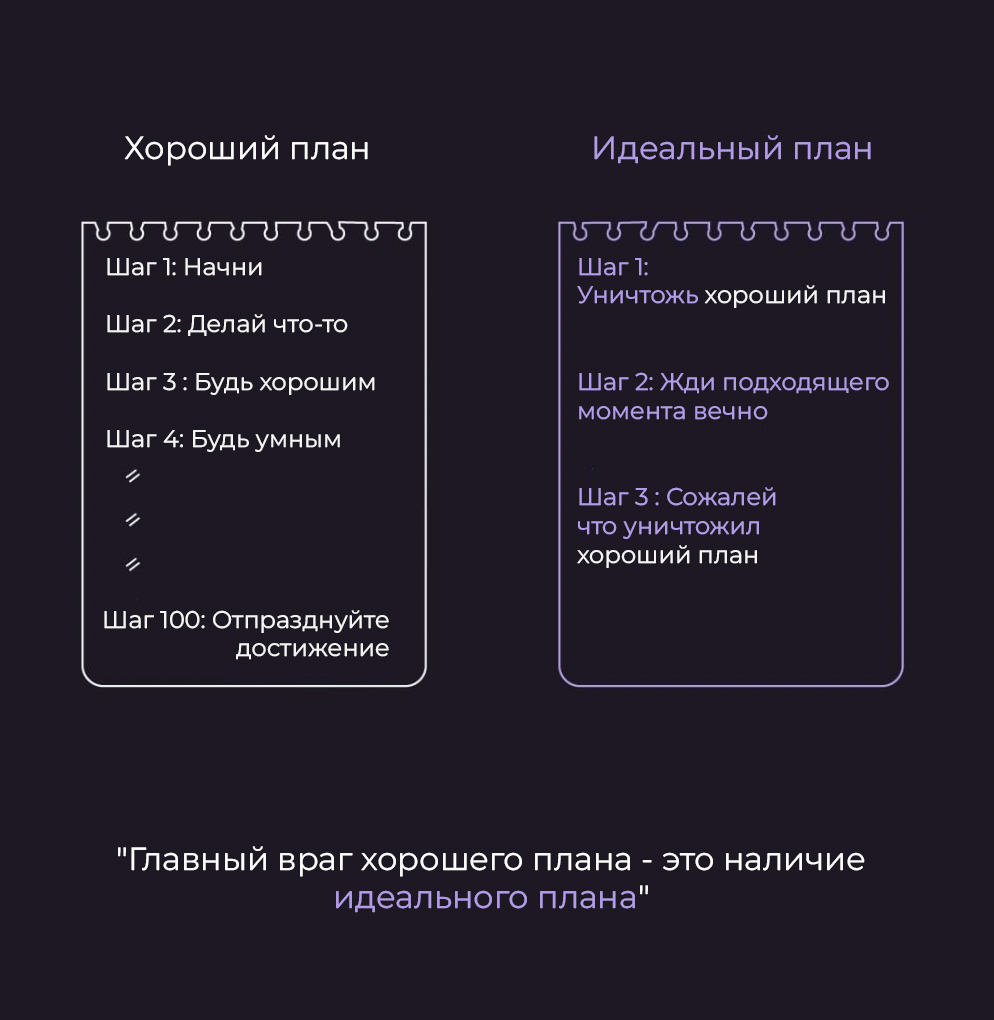 Хороший план
Шаг 1: Начни
Шаг 2: Делай что-то
Шаг 3 : Будь хорошим
Шаг 4: Будь умным
〃
〃
〃
Шаг 100: Отпразднуйте
достижение
Идеальный план
Шаг 1:
Уничтожь хороший план
Шаг 2: Жди подходящего
момента вечно
Шаг 3 : Сожалей
что уничтожил
хороший план
"Главный враг хорошего плана - это наличие
идеального плана"